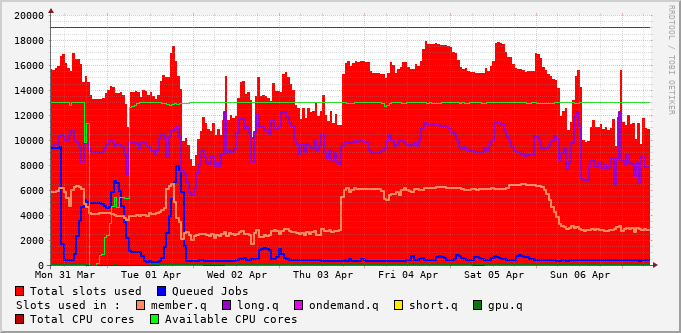 20000
18000
16000
14000
12000
10000
8000
6000
4000
2000
0
Mon 31 Mar Tue 01 Apr Wed 02 Apr Thu 03 Apr Fri 04 Apr Sat 05 Apr Sun 06 Apr
Total slots used Queued Jobs
Slots used in : member.q long.q ondemand.q short.q gpu.q
Total CPU cores Available CPU cores
RRDTOOL / TOBI OETIKER